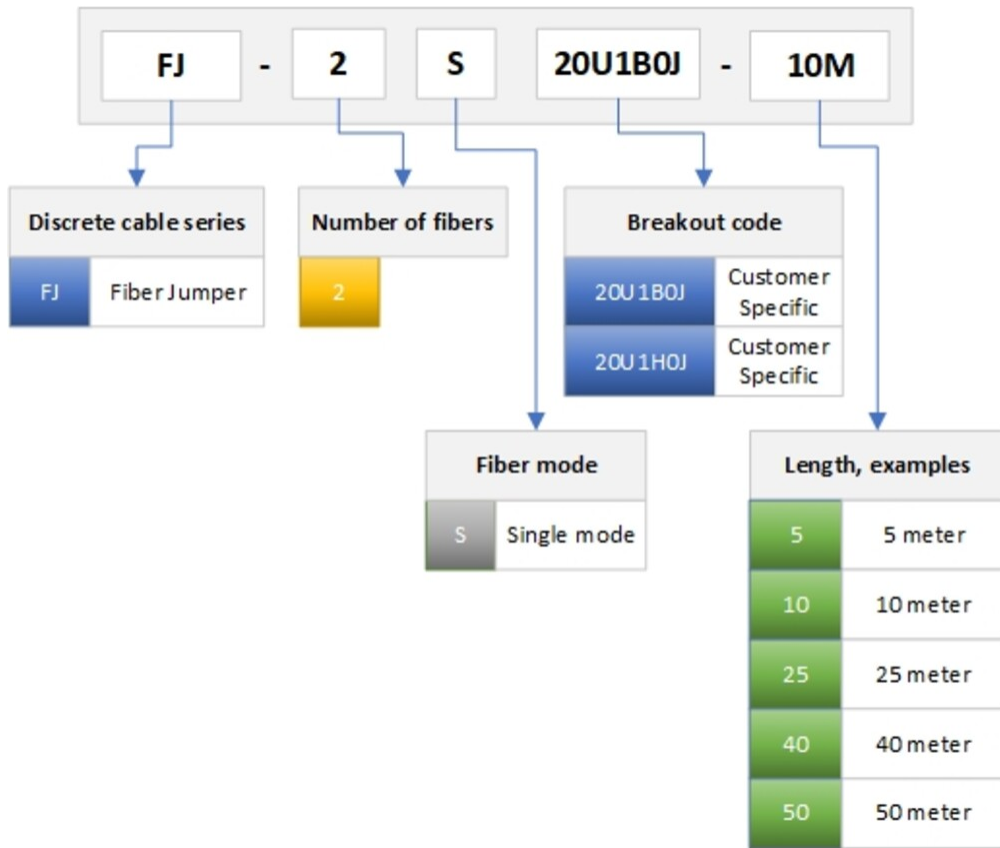 FJ - 2 S 20U1B0J - 10M
Discrete cable series
FJ Fiber Jumper
Number of fibers
2
Breakout code
20U1B0J Customer
Specific
20U1H0J Customer
Specific
Fiber mode
S Single mode
Length, examples
5 5 meter
10 10 meter
25 25 meter
40 40 meter
50 50 meter